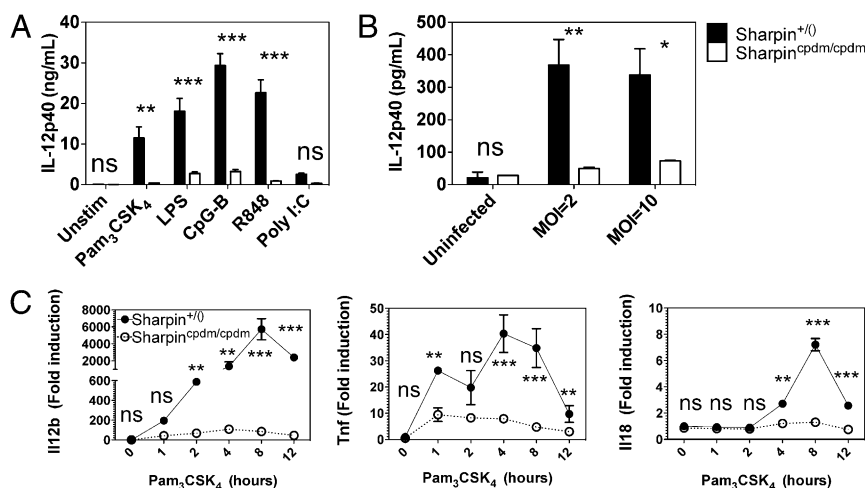 A
IL-12p40 (ng/mL)
40
30
20
10
0
ns
**
***
***
***
ns
Unstim
Pam₃CSK₄
LPS
CpG-B
R848
Poly I:C
B
IL-12p40 (pg/mL)
500
400
300
200
100
0
ns
**
*
Uninfected
MOI=2
MOI=10
Sharpin⁺/⁽⁾
Sharpinᶜᵖᵈᵐ/ᶜᵖᵈᵐ
C
Il12b (Fold induction)
8000
6000
4000
2000
600
400
200
0
Sharpin⁺/⁽⁾
Sharpinᶜᵖᵈᵐ/ᶜᵖᵈᵐ
ns
ns
**
**
***
***
0 1 2 4 8 12
Pam₃CSK₄ (hours)
Tnf (Fold induction)
50
40
30
20
10
0
ns
**
ns
***
***
**
0 1 2 4 8 12
Pam₃CSK₄ (hours)
Il18 (Fold induction)
10
8
6
4
2
0
ns ns ns
**
***
***
0 1 2 4 8 12
Pam₃CSK₄ (hours)